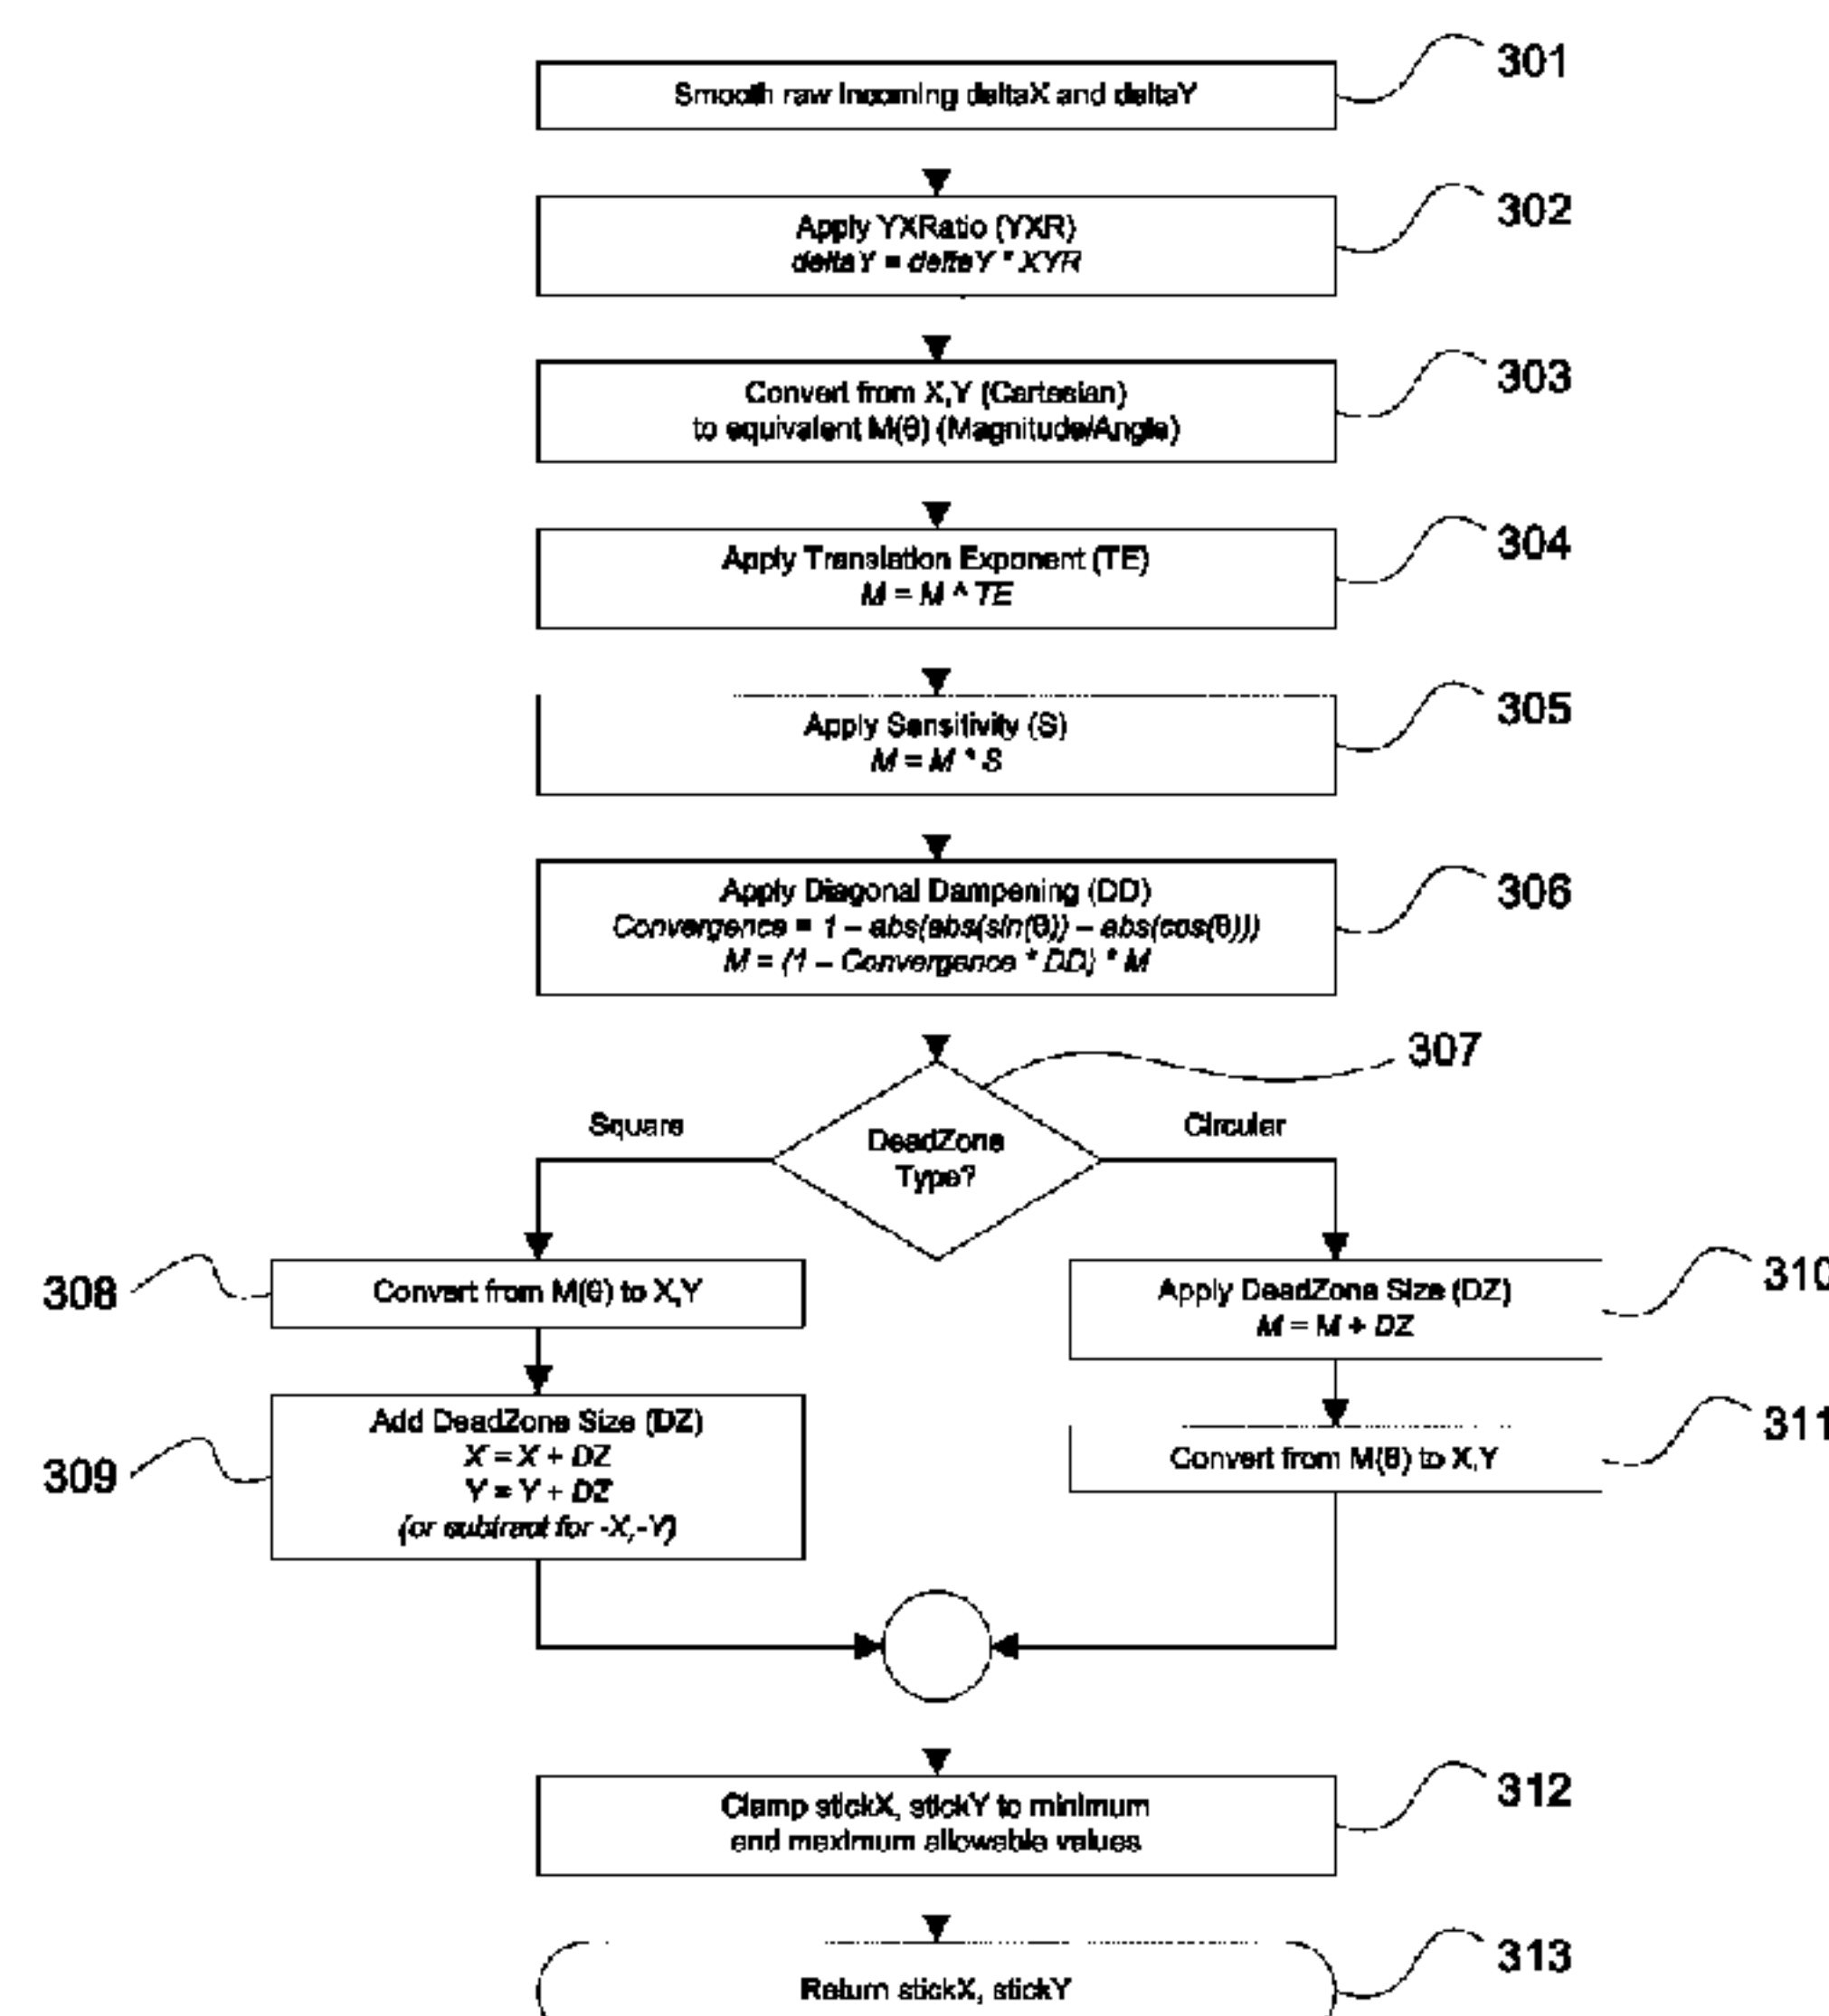 Smooth raw incoming deltaX and deltaY
301
Apply YXRatio (YXR)
deltaY = deltaY * XYR
302
Convert from X,Y (Cartesian)
to equivalent M(θ) (Magnitude/Angle)
303
Apply Translation Exponent (TE)
M = M ^ TE
304
Apply Sensitivity (S)
M = M * S
305
Apply Diagonal Dampening (DD)
Convergence = 1 – abs(abs(sin(θ)) – abs(cos(θ)))
M = (1 – Convergence * DD) * M
306
307
Square
DeadZone
Type?
Circular
308
Convert from M(θ) to X,Y
309
Add DeadZone Size (DZ)
X = X + DZ
Y = Y + DZ
(or subtract for -X,-Y)
Apply DeadZone Size (DZ)
M = M + DZ
310
Convert from M(θ) to X,Y
311
Clamp stickX, stickY to minimum
and maximum allowable values
312
Return stickX, stickY
313